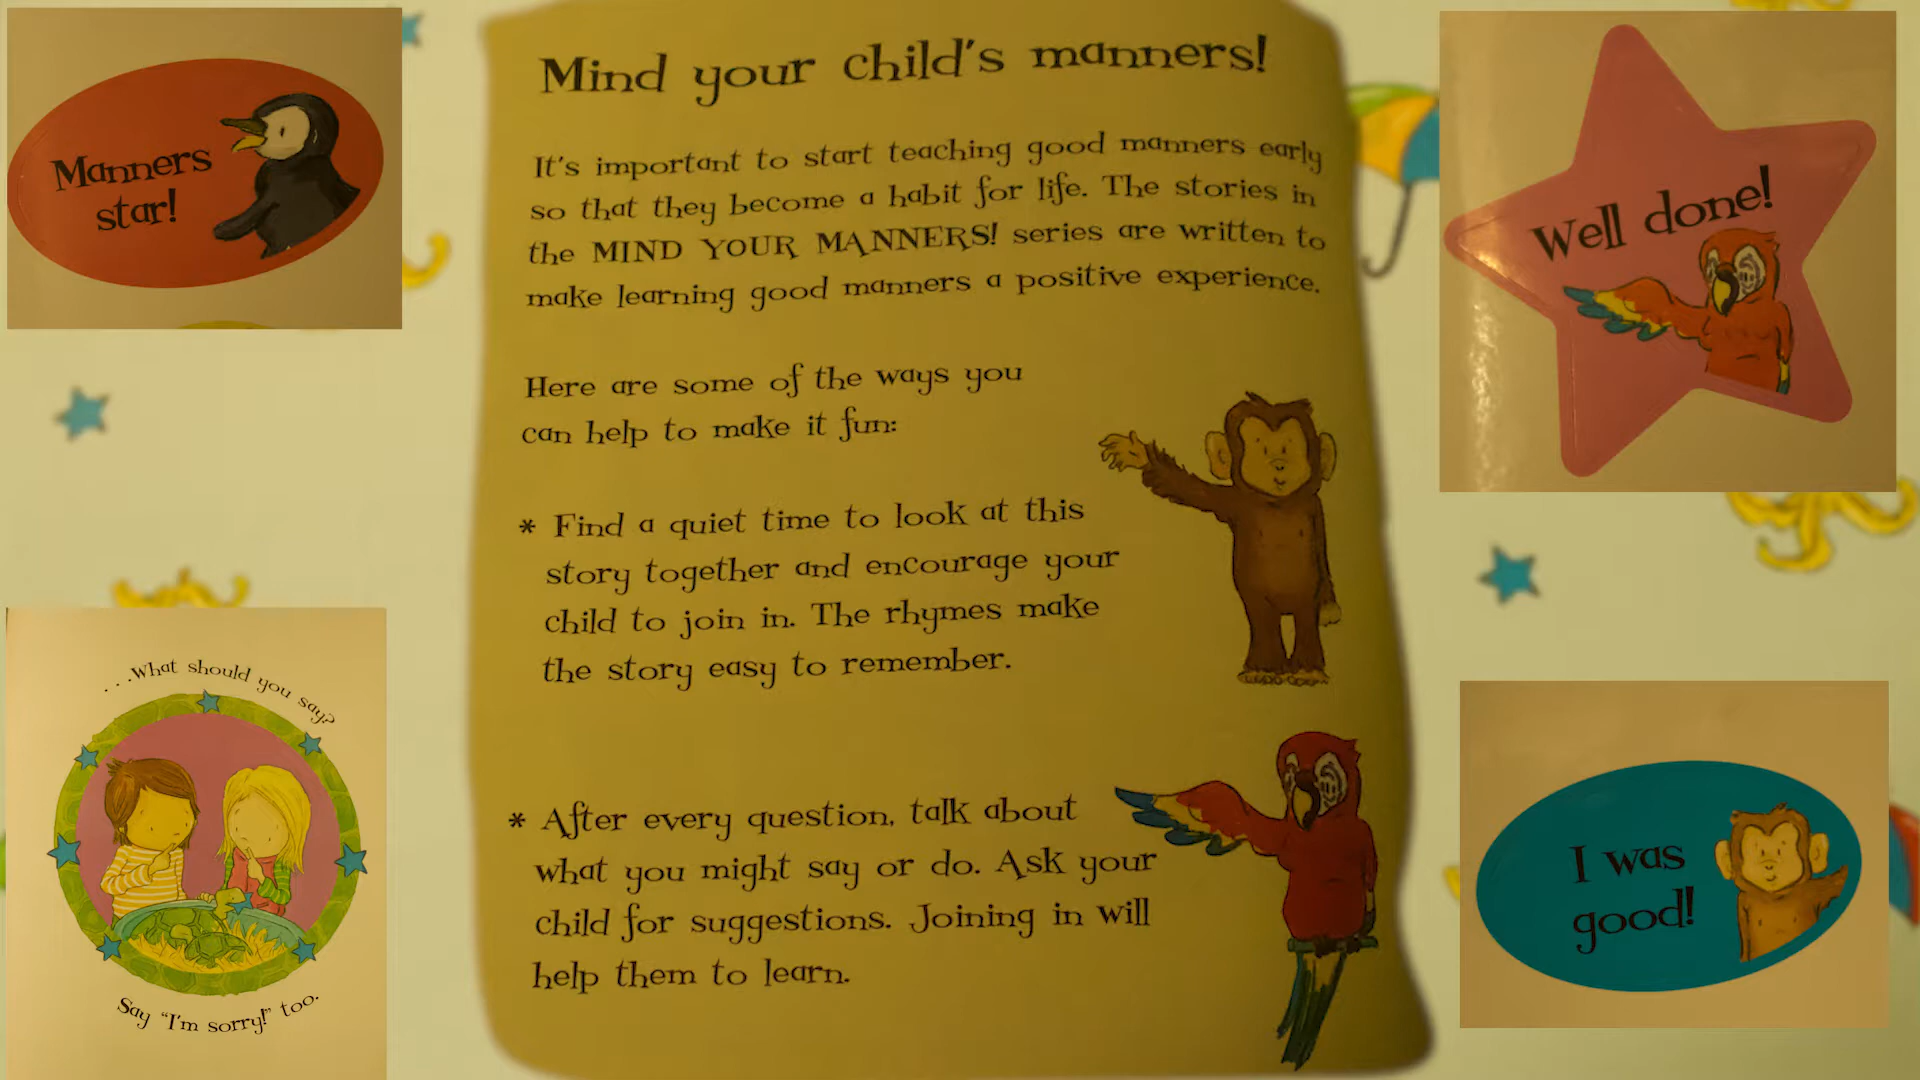 Manners
star!
Mind your child's manners!
It's important to start teaching good manners early
so that they become a habit for life. The stories in
the MIND YOUR MANNERS! series are written to
make learning good manners a positive experience.
Here are some of the ways you
can help to make it fun:
* Find a quiet time to look at this
story together and encourage your
child to join in. The rhymes make
the story easy to remember.
* After every question, talk about
what you might say or do. Ask your
child for suggestions. Joining in will
help them to learn.
Well done!
...What should you say?
Say "I'm sorry!" too.
I was
good!